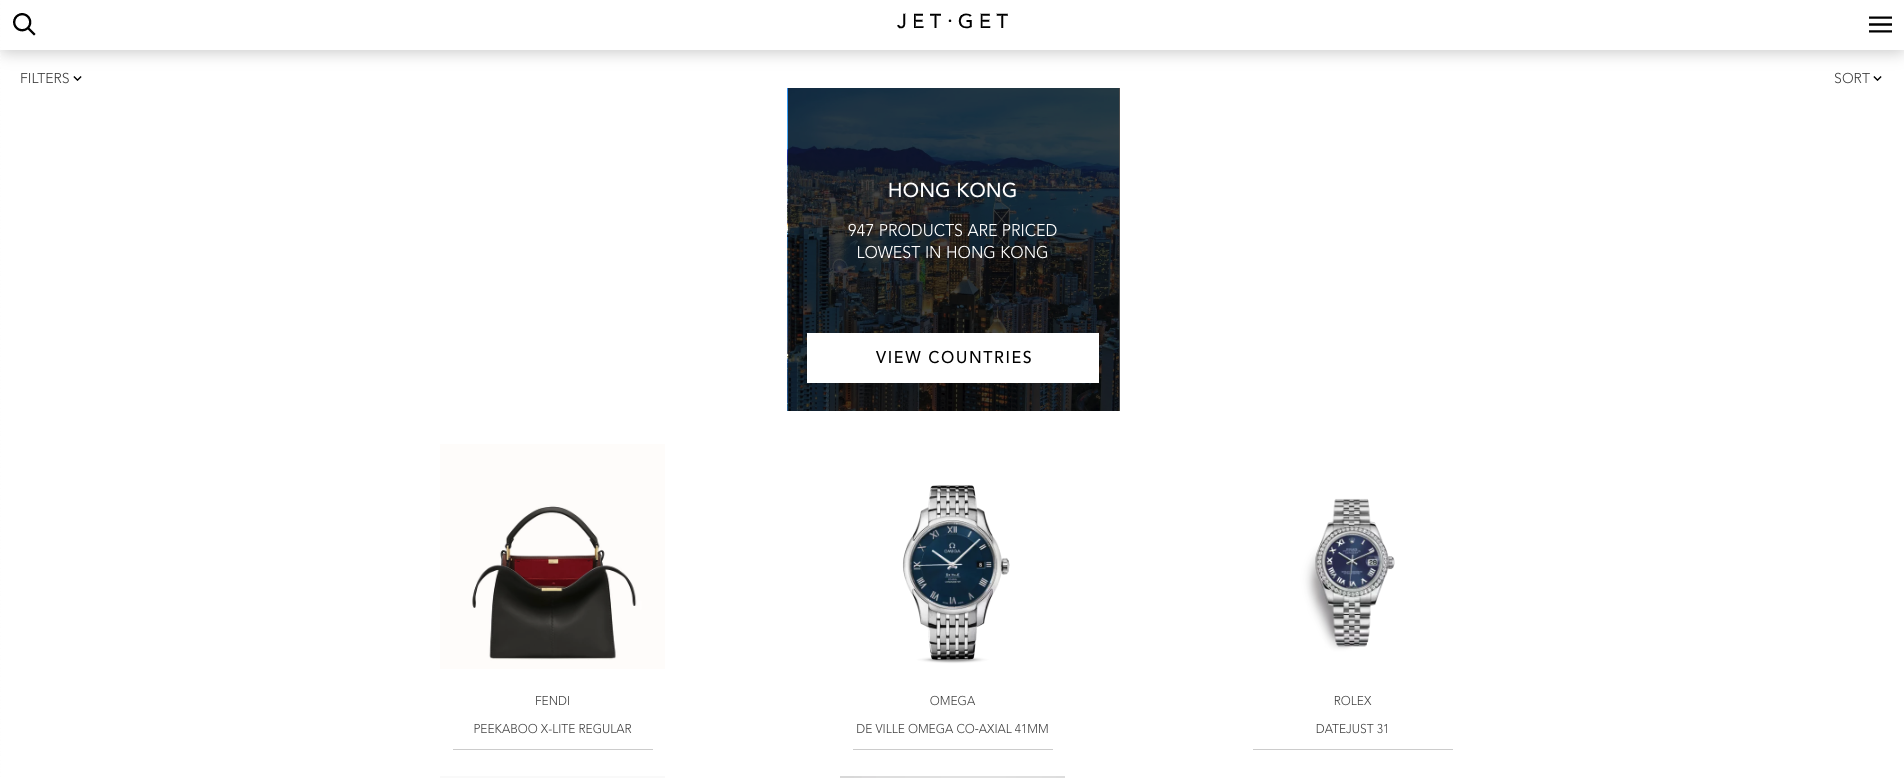 JET·GET
FILTERS
SORT
HONG KONG
947 PRODUCTS ARE PRICED
LOWEST IN HONG KONG
VIEW COUNTRIES
FENDI
OMEGA
ROLEX
PEEKABOO X-LITE REGULAR
DE VILLE OMEGA CO-AXIAL 41MM
DATEJUST 31